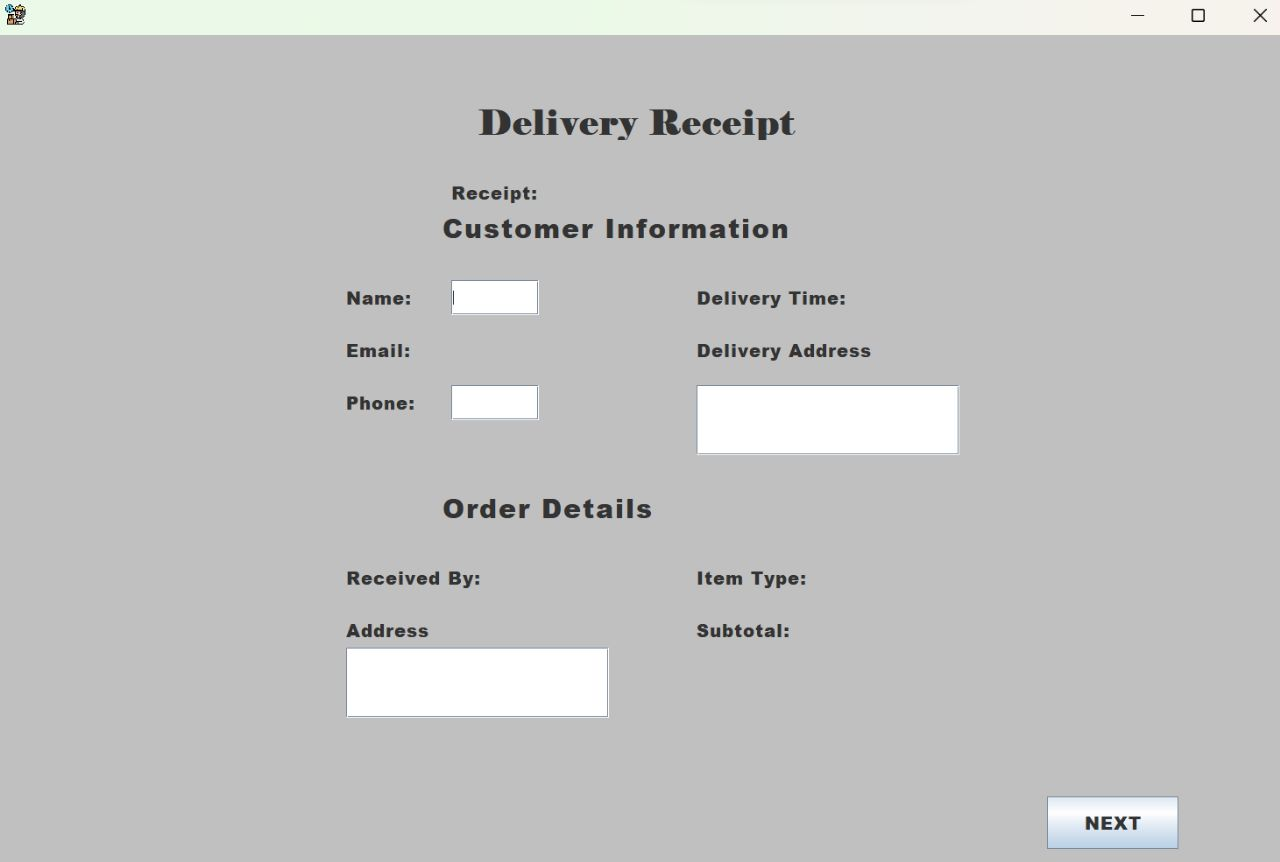 Delivery Receipt
Receipt:
Customer Information
Name:
Delivery Time:
Email:
Delivery Address
Phone:
Order Details
Received By:
Item Type:
Address
Subtotal:
NEXT